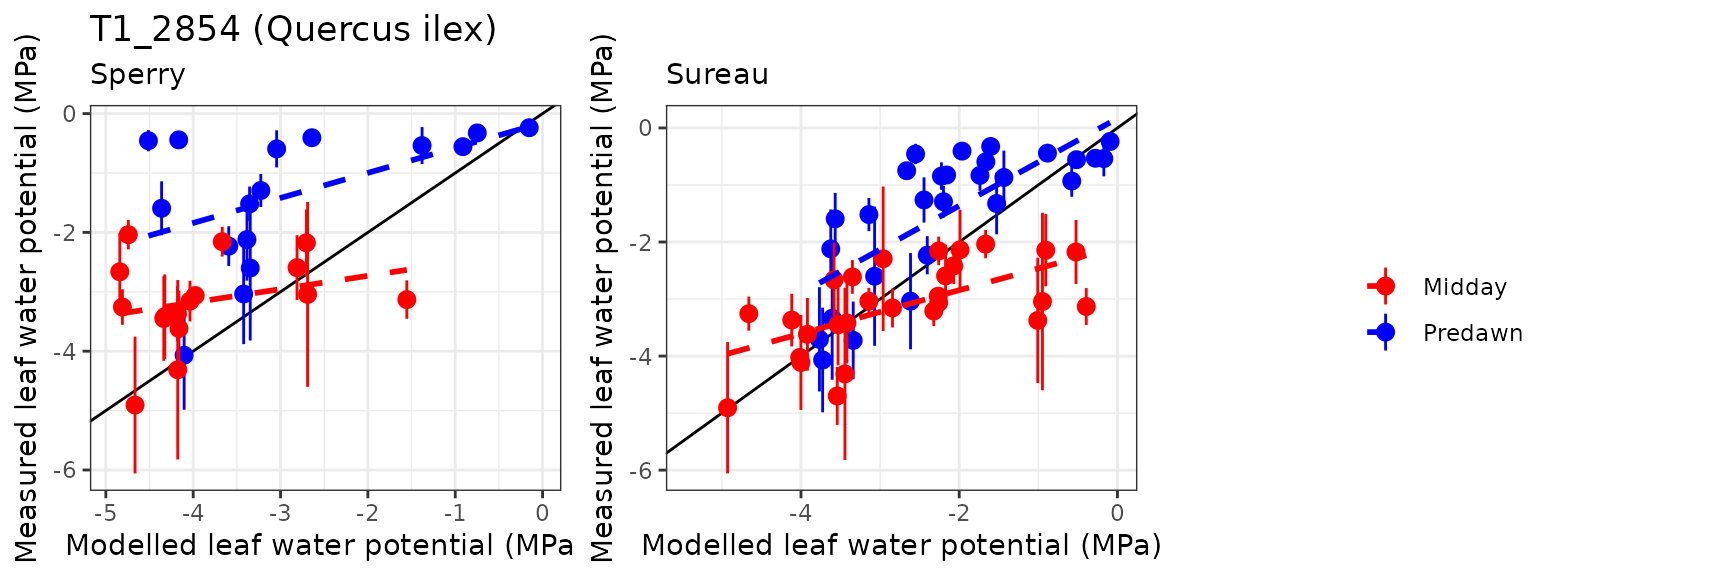 T1_2854 (Quercus ilex)
Sperry
Measured leaf water potential (MPa)
0
-2
-4
-6
-5
-4
-3
-2
-1
0
Modelled leaf water potential (MPa
Sureau
Measured leaf water potential (MPa)
0
-2
-4
-6
-4
-2
0
Modelled leaf water potential (MPa)
Midday
Predawn